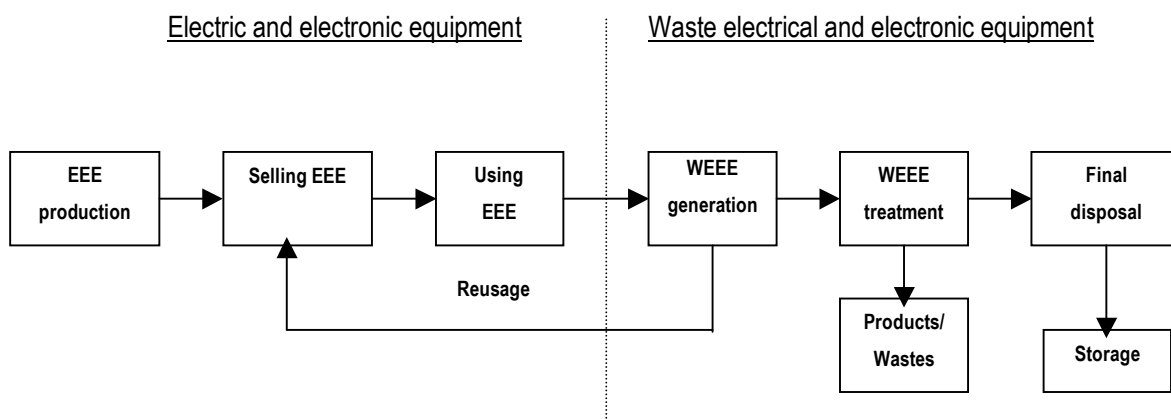 Electric and electronic equipment
Waste electrical and electronic equipment
EEE
production
Selling EEE
Using
EEE
WEEE
generation
WEEE
treatment
Final
disposal
Reusage
Products/
Wastes
Storage